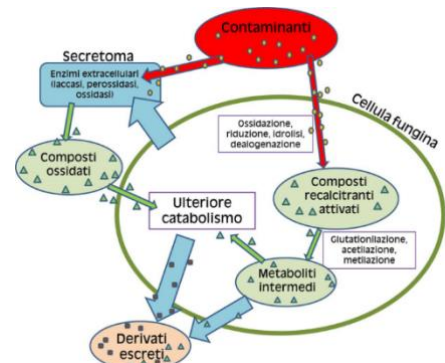 Contaminanti
Secretoma
Enzimi extracellulari
(laccasi, perossidasi,
ossidasi)
Cellula fungina
Ossidazione,
riduzione, idrolisi,
dealogenazione
Composti
ossidati
Ulteriore
catabolismo
Composti
recalcitranti
attivati
Glutationilazione,
acetilazione,
metilazione
Metaboliti
intermedi
Derivati
escreti